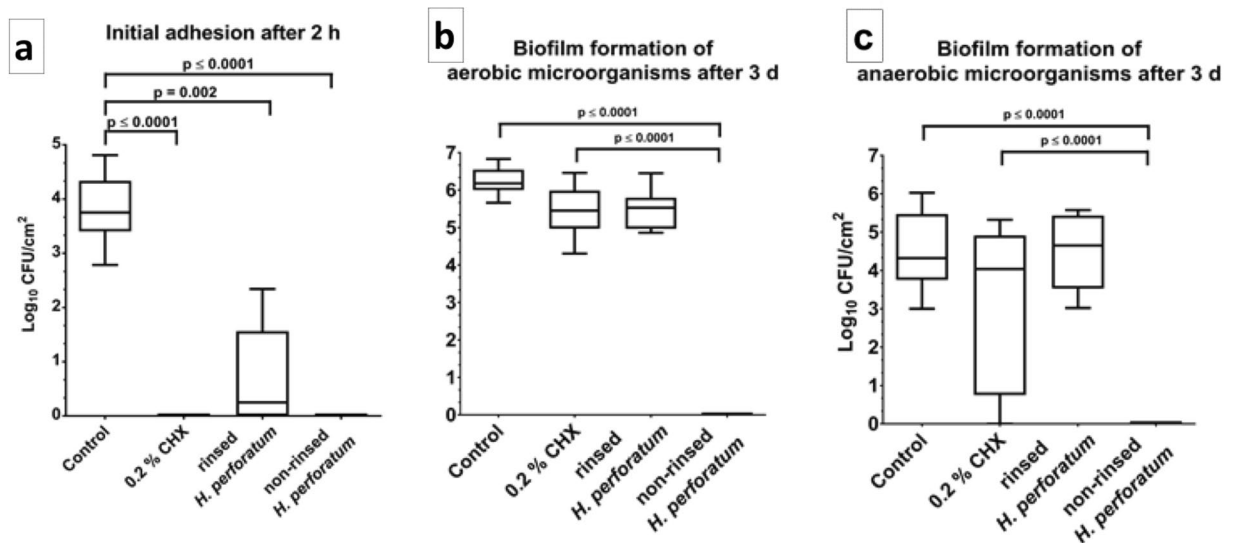 a
Initial adhesion after 2 h
p ≤ 0.0001
p = 0.002
p ≤ 0.0001
Log10 CFU/cm2
5
4
3
2
1
0
Control
0.2 % CHX
rinsed
H. perforatum
non-rinsed
H. perforatum
b
Biofilm formation of
aerobic microorganisms after 3 d
p ≤ 0.0001
p ≤ 0.0001
7
6
5
4
3
2
1
0
Control
0.2 % CHX
rinsed
H. perforatum
non-rinsed
H. perforatum
c
Biofilm formation of
anaerobic microorganisms after 3 d
p ≤ 0.0001
p ≤ 0.0001
Log10 CFU/cm2
7
6
5
4
3
2
1
0
Control
0.2 % CHX
rinsed
H. perforatum
non-rinsed
H. perforatum